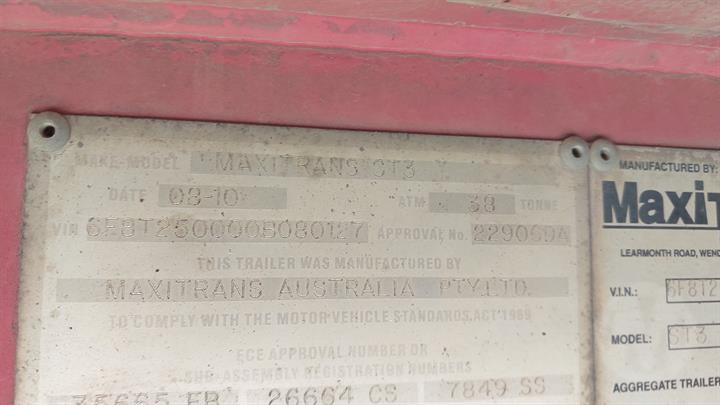 MAKE-MODEL MAXITRANS ST3
DATE 08-10 ATM 38 TONNE
VIN APPROVAL No.
THIS TRAILER WAS MANUFACTURED BY
MAXITRANS AUSTRALIA PTY.LTD.
TO COMPLY WITH THE MOTOR VEHICLE STANDARDS ACT 1989
ECE APPROVAL NUMBER OR
SUB-ASSEMBLY REGISTRATION NUMBERS
26664 CS 7849 SS
MANUFACTURED BY:
MaxiT
LEARMONTH ROAD, WEND
V.I.N.:
MODEL: ST3
AGGREGATE TRAILER